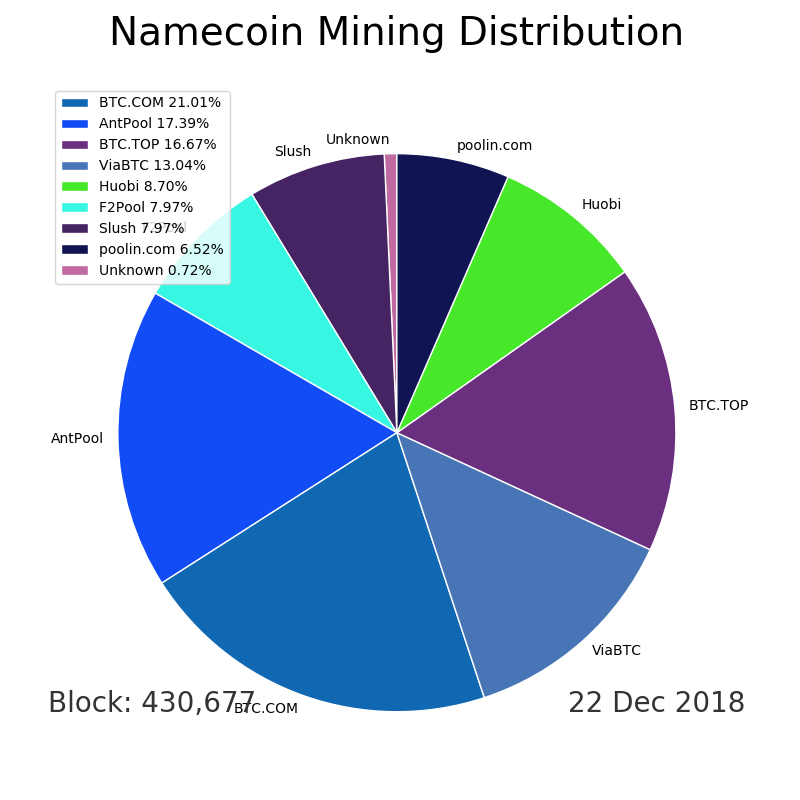 Namecoin Mining Distribution
BTC.COM 21.01%
AntPool 17.39%
BTC.TOP 16.67%
ViaBTC 13.04%
Huobi 8.70%
F2Pool 7.97%
Slush 7.97%
poolin.com 6.52%
Unknown 0.72%
Unknown
poolin.com
Slush
Huobi
BTC.TOP
AntPool
ViaBTC
BTC.COM
Block: 430,677
22 Dec 2018